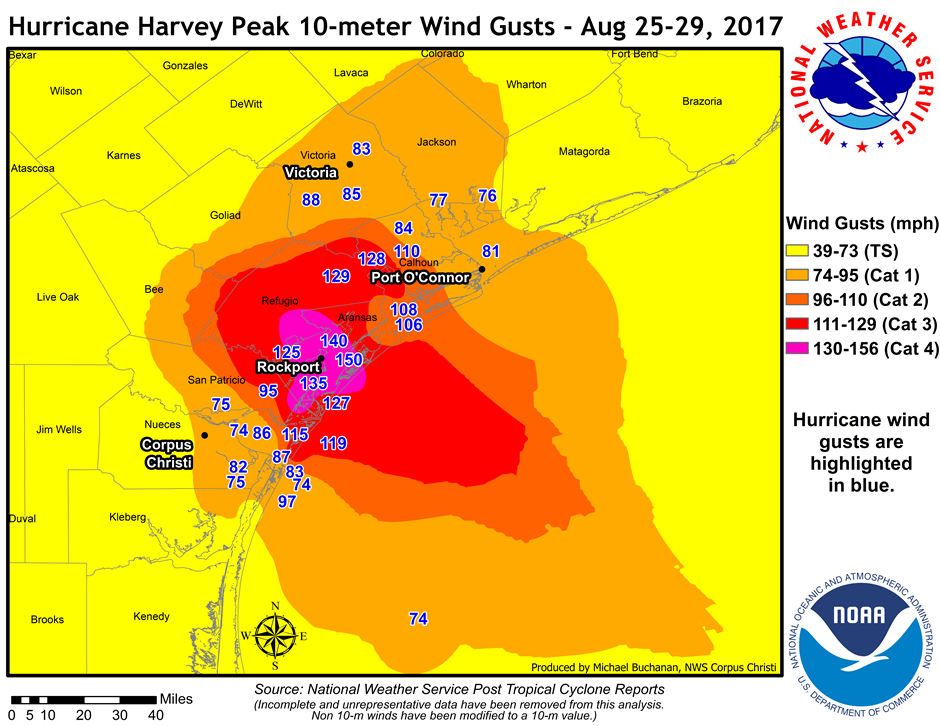 Hurricane Harvey Peak 10-meter Wind Gusts - Aug 25-29, 2017
NATIONAL WEATHER SERVICE
Bexar
Gonzales
Colorado
Fort Bend
Wilson
Lavaca
Wharton
DeWitt
Brazoria
Karnes
Victoria
83
Jackson
Matagorda
Atascosa
Victoria
88
85
77
76
Goliad
84
81
128
110
Calhoun
129
Port O'Connor
Bee
Live Oak
Refugio
108
Aransas
106
140
125
150
Rockport
San Patricio
135
95
127
75
Nueces
74
86
115
119
Jim Wells
Corpus
Christi
87
82
83
75
74
97
Duval
Kleberg
Brooks
Kenedy
74
N
W
E
S
Produced by Michael Buchanan, NWS Corpus Christi
Wind Gusts (mph)
39-73 (TS)
74-95 (Cat 1)
96-110 (Cat 2)
111-129 (Cat 3)
130-156 (Cat 4)
Hurricane wind
gusts are
highlighted
in blue.
NATIONAL OCEANIC AND ATMOSPHERIC ADMINISTRATION
NOAA
U.S. DEPARTMENT OF COMMERCE
Miles
0 5 10 20 30 40
Source: National Weather Service Post Tropical Cyclone Reports
(Incomplete and unrepresentative data have been removed from this analysis.
Non 10-m winds have been modified to a 10-m value.)